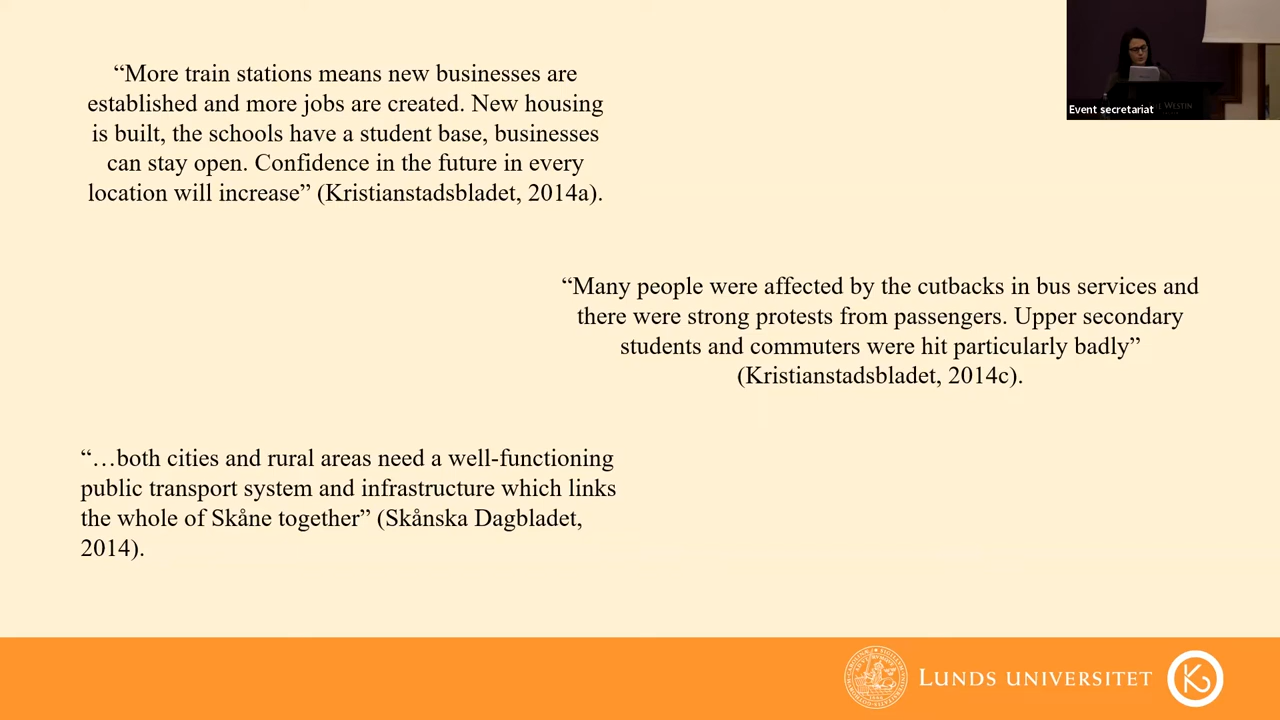 “More train stations means new businesses are
established and more jobs are created. New housing
is built, the schools have a student base, businesses
can stay open. Confidence in the future in every
location will increase” (Kristianstadsbladet, 2014a).
Event secretariat
WESTIN
“Many people were affected by the cutbacks in bus services and
there were strong protests from passengers. Upper secondary
students and commuters were hit particularly badly”
(Kristianstadsbladet, 2014c).
“…both cities and rural areas need a well-functioning
public transport system and infrastructure which links
the whole of Skåne together” (Skånska Dagbladet,
2014).
LUNDS UNIVERSITET
K